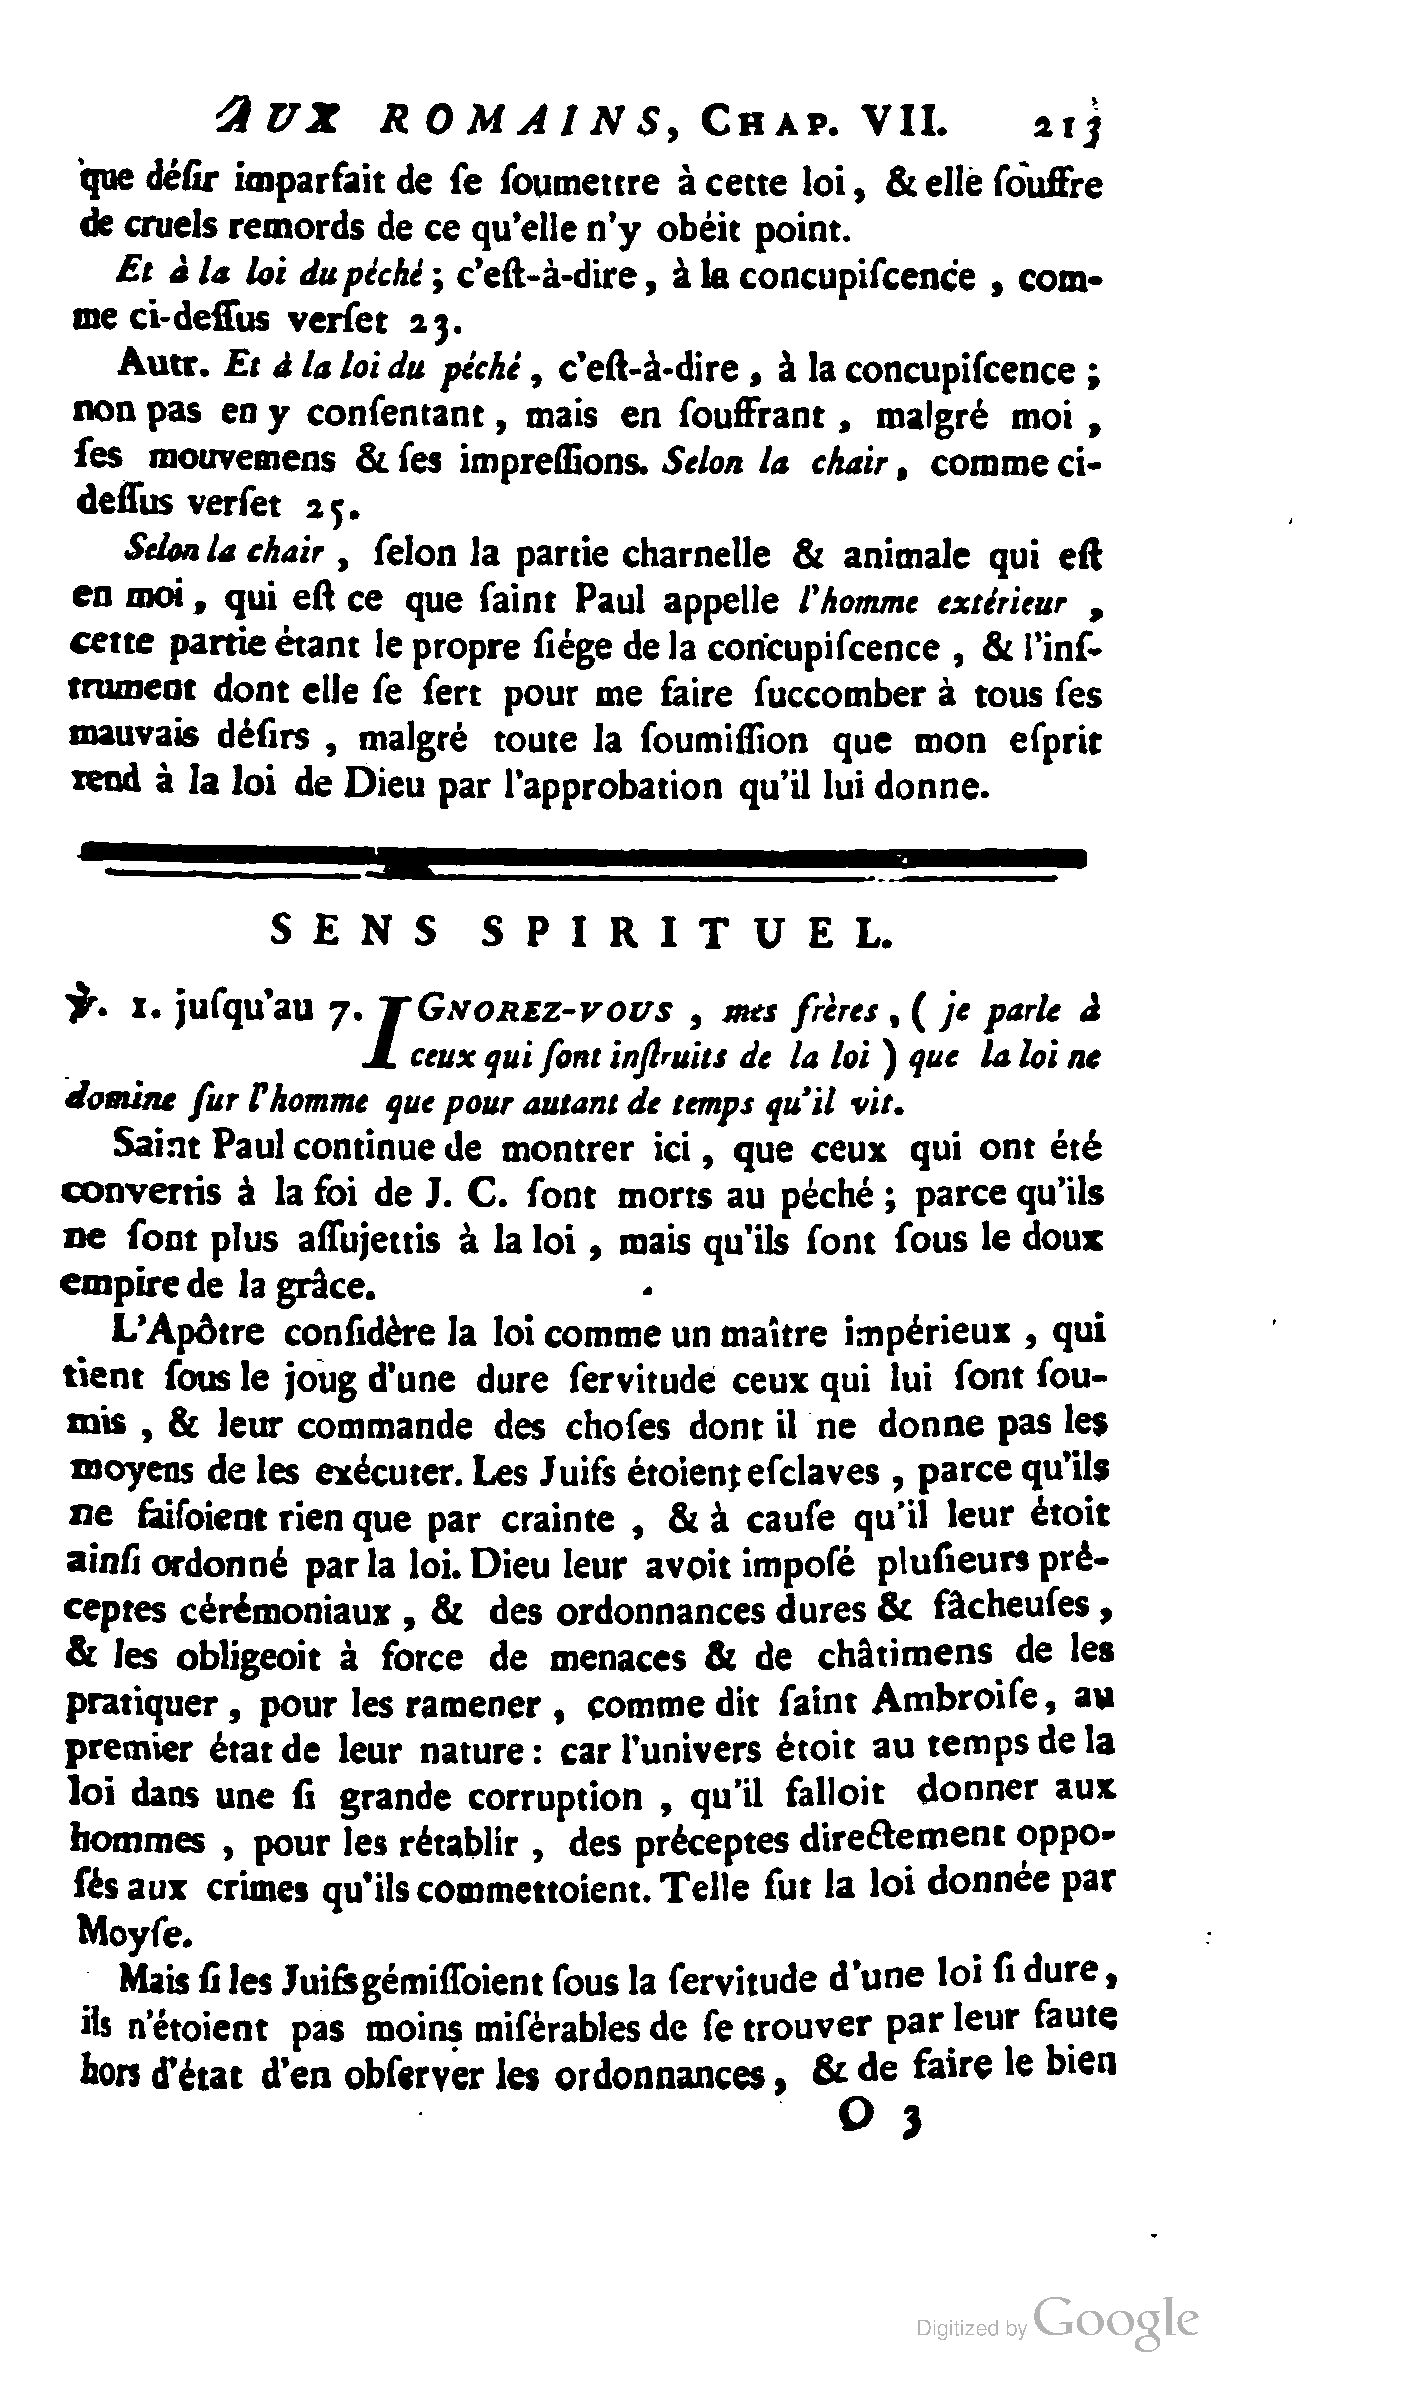 AUX ROMAINS, CHAP. VII. 213
que défir imparfait de ſe ſoumettre à cette loi, & elle ſouffre
de cruels remords de ce qu'elle n'y obéit point.
Et à la loi du péché ; c'eſt-à-dire, à la concupiſcence, com-
me ci-deſſus verſet 23.
Autr. Et à la loi du péché, c'eſt-à-dire, à la concupiſcence ;
non pas en y conſentant, mais en ſouffrant, malgré moi,
ſes mouvemens & ſes impreſſions. Selon la chair, comme ci-
deſſus verſet 25.
Selon la chair, ſelon la partie charnelle & animale qui eſt
en moi, qui eſt ce que ſaint Paul appelle l'homme extérieur,
cette partie étant le propre ſiége de la concupiſcence, & l'inſ-
trument dont elle ſe ſert pour me faire ſuccomber à tous ſes
mauvais déſirs, malgré toute la ſoumiſſion que mon eſprit
rend à la loi de Dieu par l'approbation qu'il lui donne.
SENS SPIRITUEL.
℣. 1. juſqu'au 7. IGNOREZ-VOUS, mes frères, ( je parle à
ceux qui ſont inſtruits de la loi ) que la loi ne
domine ſur l'homme que pour autant de temps qu'il vit.
Saint Paul continue de montrer ici, que ceux qui ont été
convertis à la foi de J. C. ſont morts au péché ; parce qu'ils
ne ſont plus aſſujettis à la loi, mais qu'ils ſont ſous le doux
empire de la grâce.
L'Apôtre conſidère la loi comme un maître impérieux, qui
tient ſous le joug d'une dure ſervitude ceux qui lui ſont ſou-
mis, & leur commande des choſes dont il ne donne pas les
moyens de les exécuter. Les Juifs étoient eſclaves, parce qu'ils
ne faiſoient rien que par crainte, & à cauſe qu'il leur étoit
ainſi ordonné par la loi. Dieu leur avoit impoſé pluſieurs pré-
ceptes cérémoniaux, & des ordonnances dures & fâcheuſes,
& les obligeoit à force de menaces & de châtimens de les
pratiquer, pour les ramener, comme dit ſaint Ambroiſe, au
premier état de leur nature : car l'univers étoit au temps de la
loi dans une ſi grande corruption, qu'il falloit donner aux
hommes, pour les rétablir, des préceptes directement oppo-
ſés aux crimes qu'ils commettoient. Telle fut la loi donnée par
Moyſe.
Mais ſi les Juifs gémiſſoient ſous la ſervitude d'une loi ſi dure,
ils n'étoient pas moins miſérables de ſe trouver par leur faute
hors d'état d'en obſerver les ordonnances, & de faire le bien
O 3
Digitized by Google